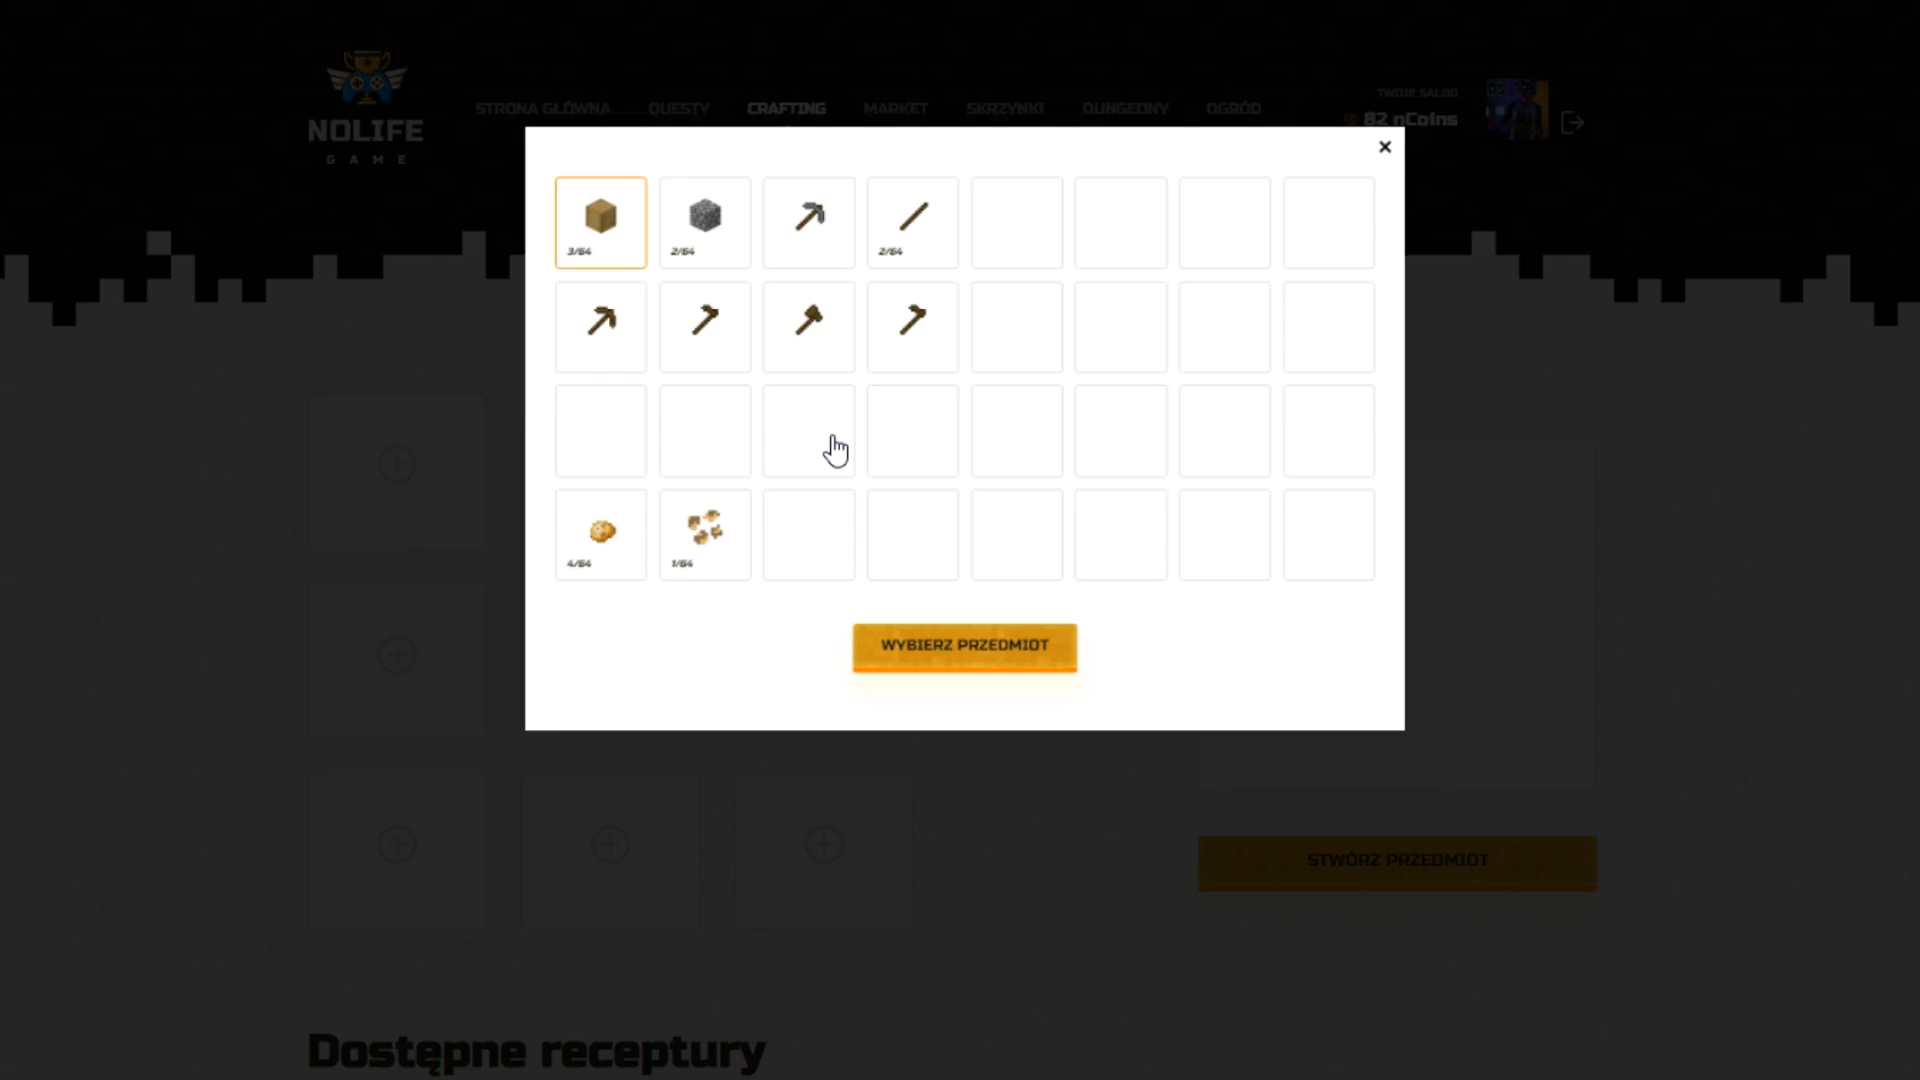 NOLIFE
GAME
STRONA GŁÓWNA QUESTY CRAFTING MARKET SKRZYNKI DUNGEONY OGRÓD
TWOJE SALDO
82 nCoins
×
3/64
2/64
2/64
4/64
1/64
WYBIERZ PRZEDMIOT
STWÓRZ PRZEDMIOT
Dostępne receptury